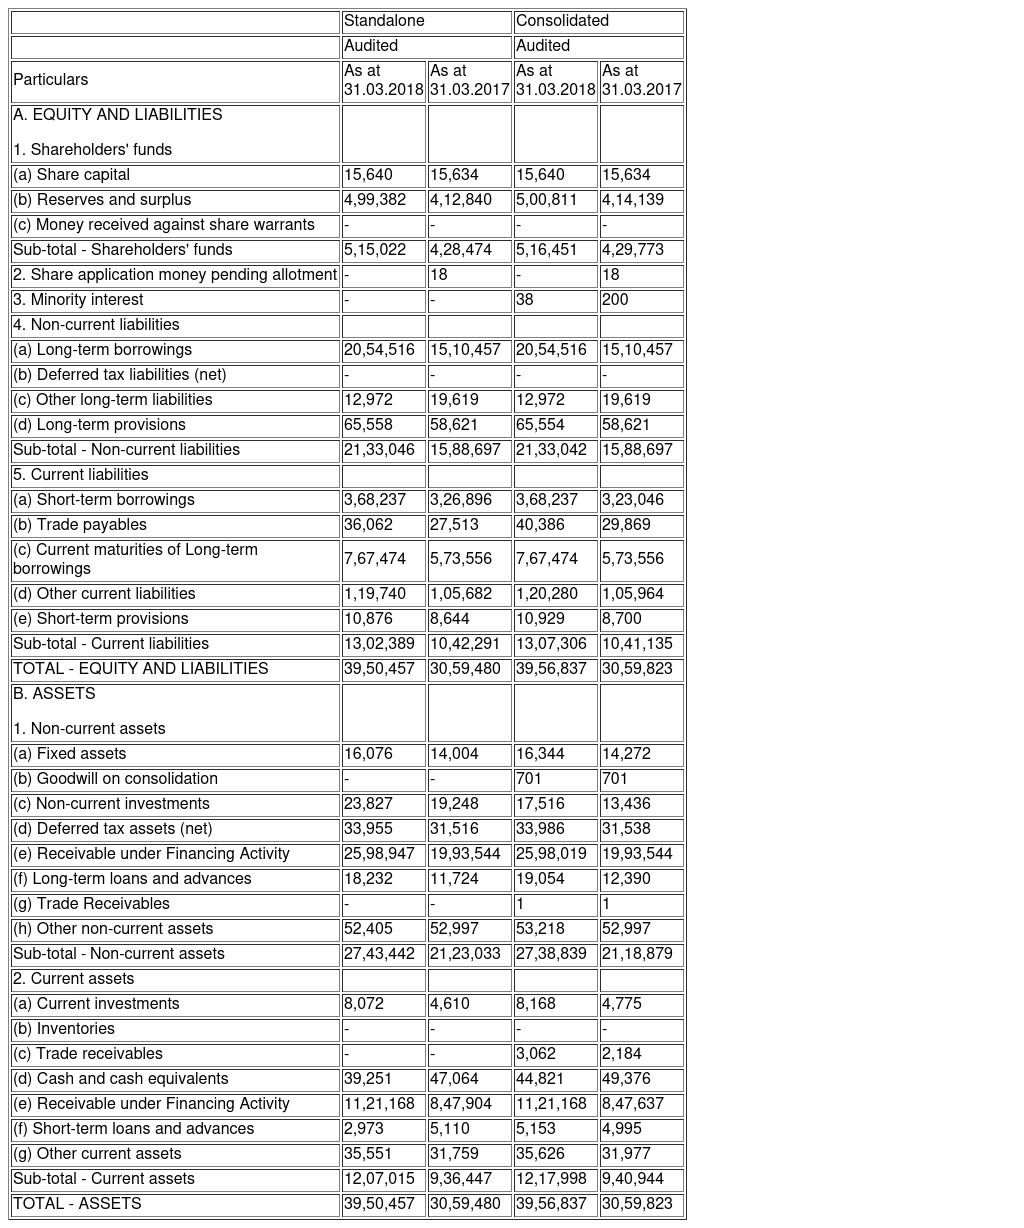 Standalone Consolidated
Audited Audited
Particulars As at 31.03.2018 As at 31.03.2017 As at 31.03.2018 As at 31.03.2017
A. EQUITY AND LIABILITIES
1. Shareholders' funds
(a) Share capital 15,640 15,634 15,640 15,634
(b) Reserves and surplus 4,99,382 4,12,840 5,00,811 4,14,139
(c) Money received against share warrants - - - -
Sub-total - Shareholders' funds 5,15,022 4,28,474 5,16,451 4,29,773
2. Share application money pending allotment - 18 - 18
3. Minority interest - - 38 200
4. Non-current liabilities
(a) Long-term borrowings 20,54,516 15,10,457 20,54,516 15,10,457
(b) Deferred tax liabilities (net) - - - -
(c) Other long-term liabilities 12,972 19,619 12,972 19,619
(d) Long-term provisions 65,558 58,621 65,554 58,621
Sub-total - Non-current liabilities 21,33,046 15,88,697 21,33,042 15,88,697
5. Current liabilities
(a) Short-term borrowings 3,68,237 3,26,896 3,68,237 3,23,046
(b) Trade payables 36,062 27,513 40,386 29,869
(c) Current maturities of Long-term
borrowings 7,67,474 5,73,556 7,67,474 5,73,556
(d) Other current liabilities 1,19,740 1,05,682 1,20,280 1,05,964
(e) Short-term provisions 10,876 8,644 10,929 8,700
Sub-total - Current liabilities 13,02,389 10,42,291 13,07,306 10,41,135
TOTAL - EQUITY AND LIABILITIES 39,50,457 30,59,480 39,56,837 30,59,823
B. ASSETS
1. Non-current assets
(a) Fixed assets 16,076 14,004 16,344 14,272
(b) Goodwill on consolidation - - 701 701
(c) Non-current investments 23,827 19,248 17,516 13,436
(d) Deferred tax assets (net) 33,955 31,516 33,986 31,538
(e) Receivable under Financing Activity 25,98,947 19,93,544 25,98,019 19,93,544
(f) Long-term loans and advances 18,232 11,724 19,054 12,390
(g) Trade Receivables - - 1 1
(h) Other non-current assets 52,405 52,997 53,218 52,997
Sub-total - Non-current assets 27,43,442 21,23,033 27,38,839 21,18,879
2. Current assets
(a) Current investments 8,072 4,610 8,168 4,775
(b) Inventories - - - -
(c) Trade receivables - - 3,062 2,184
(d) Cash and cash equivalents 39,251 47,064 44,821 49,376
(e) Receivable under Financing Activity 11,21,168 8,47,904 11,21,168 8,47,637
(f) Short-term loans and advances 2,973 5,110 5,153 4,995
(g) Other current assets 35,551 31,759 35,626 31,977
Sub-total - Current assets 12,07,015 9,36,447 12,17,998 9,40,944
TOTAL - ASSETS 39,50,457 30,59,480 39,56,837 30,59,823